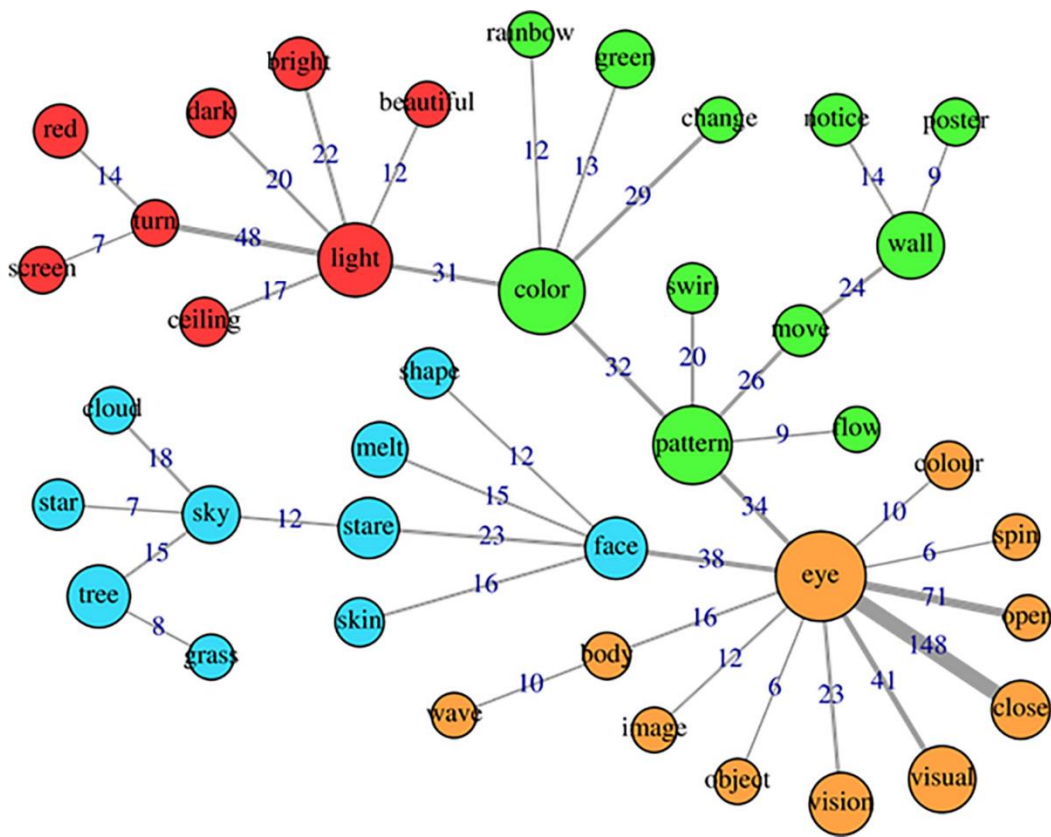 rainbow
bright
green
beautiful
dark
change
notice
poster
red
12
22
13
12
14
20
29
14
9
turn
48
light
31
color
wall
7
screen
17
ceiling
swirl
24
move
32
20
26
shape
cloud
melt
pattern
9
flow
18
12
colour
star
7
sky
12
15
stare
23
face
34
10
spin
38
eye
6
15
tree
16
71
open
8
skin
16
148
grass
body
12
6
23
41
10
wave
image
close
object
vision
visual